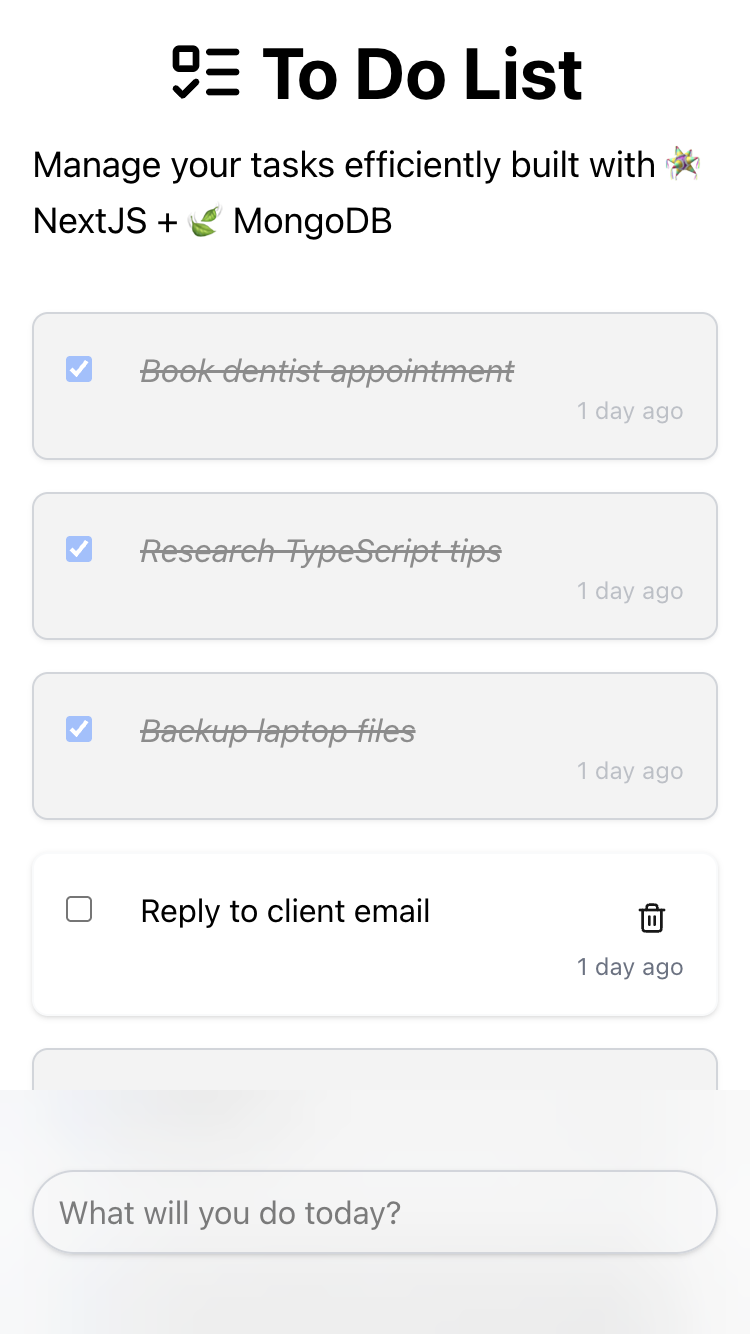 To Do List
Manage your tasks efficiently built with 🪅
NextJS + 🍃 MongoDB
Book dentist appointment
1 day ago
Research TypeScript tips
1 day ago
Backup laptop files
1 day ago
Reply to client email
1 day ago
What will you do today?